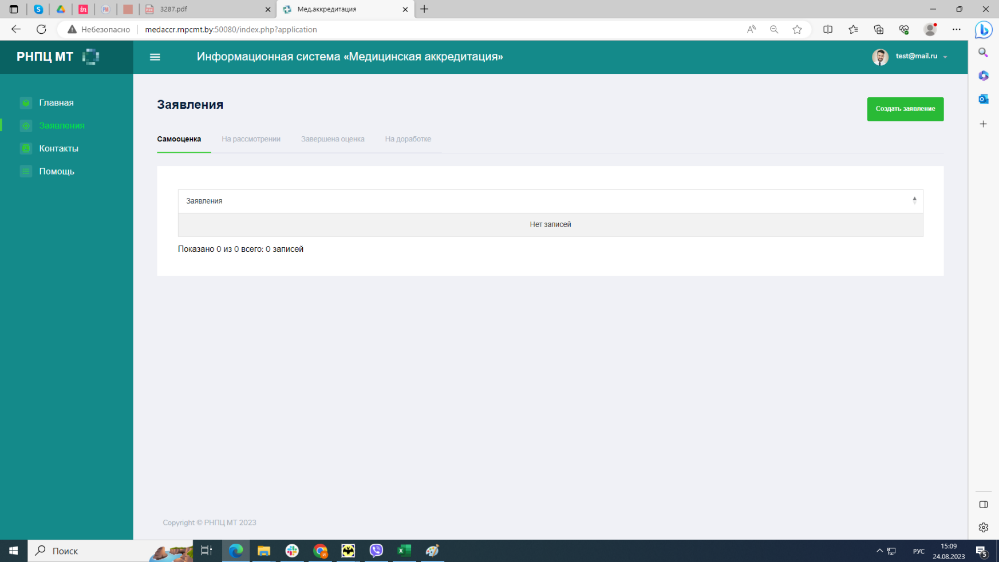 3287.pdf
Мед.аккредитация
Небезопасно
medaccr.rnpcmt.by:50080/index.php?application
РНПЦ МТ
Информационная система «Медицинская аккредитация»
test@mail.ru
Главная
Заявления
Контакты
Помощь
Заявления
Создать заявление
Самооценка
На рассмотрении
Завершена оценка
На доработке
Заявления
Нет записей
Показано 0 из 0 всего: 0 записей
Copyright © РНПЦ МТ 2023
Поиск
РУС
15:09
24.08.2023
5